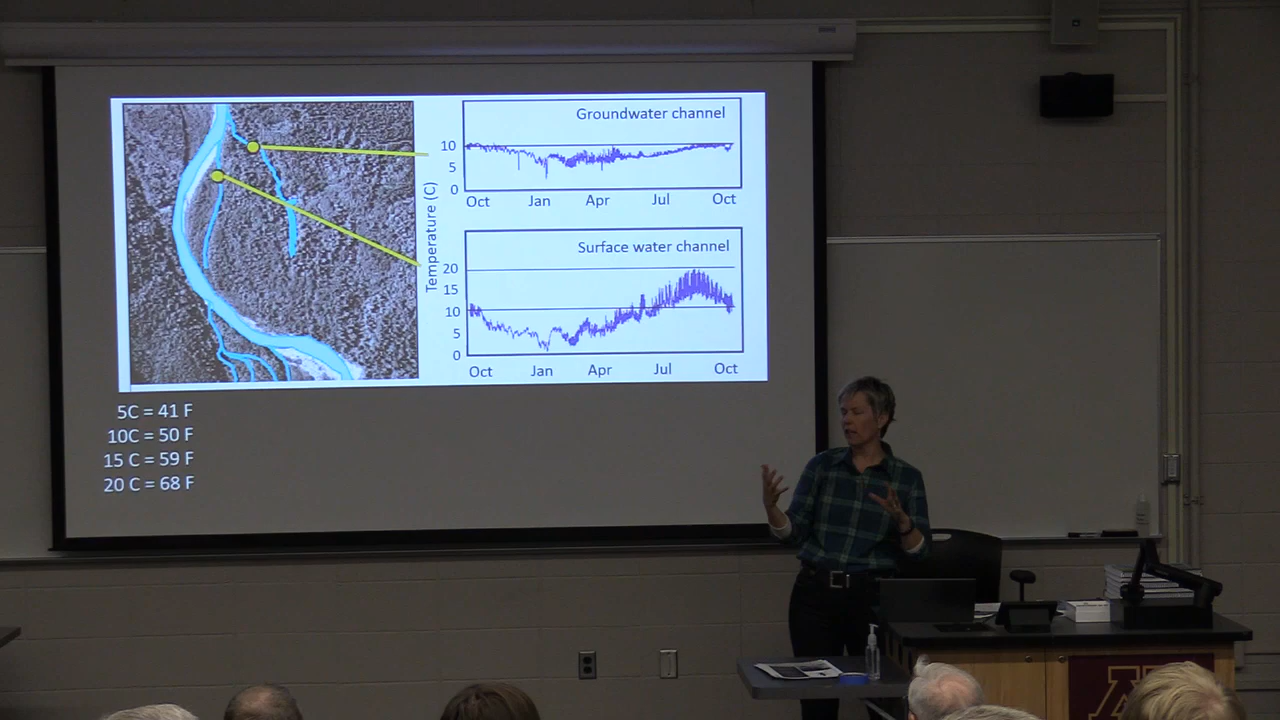 Groundwater channel
10
5
0
Oct Jan Apr Jul Oct
Temperature (C)
Surface water channel
20
15
10
5
0
Oct Jan Apr Jul Oct
5C = 41 F
10C = 50 F
15 C = 59 F
20 C = 68 F